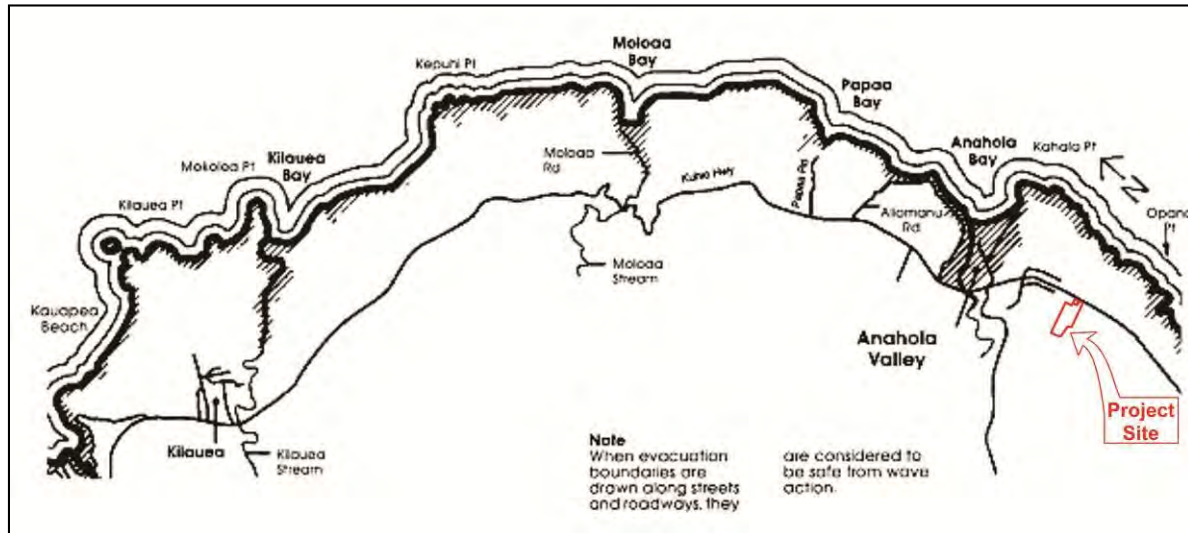 Moloaa
Bay
Kepuhi Pt
Papaa
Bay
Anahola
Bay
Kahala Pt
Mokolea Pt
Kilauea
Bay
Moloaa
Rd
Kuhio Hwy
Papaa Rd
Kilauea Pt
N
Aliomanu
Rd
Opana
Pt
Moloaa
Stream
Kauapea
Beach
Anahola
Valley
Project
Site
Kilauea
Kilauea
Stream
Note
When evacuation
boundaries are
drawn along streets
and roadways, they
are considered to
be safe from wave
action.